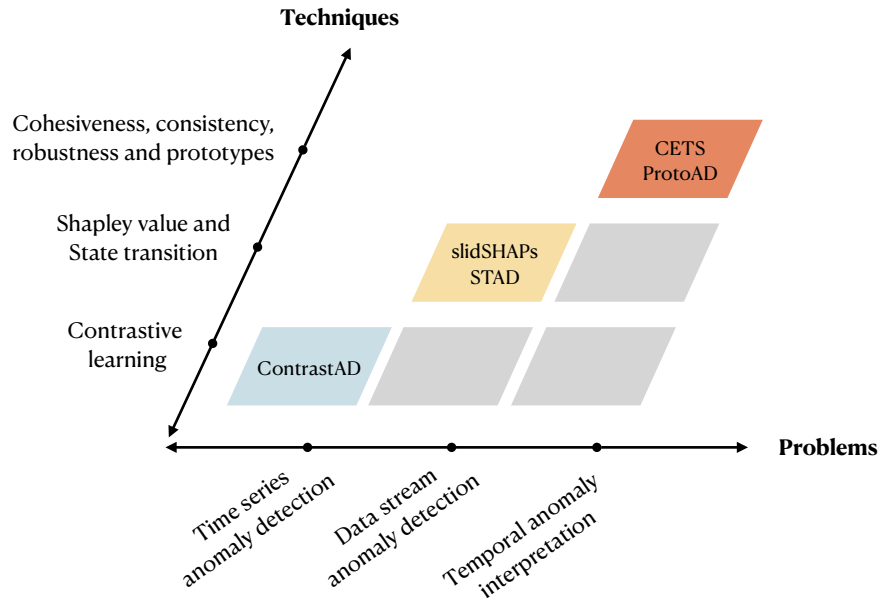 Techniques
Cohesiveness, consistency,
robustness and prototypes
CETS
ProtoAD
Shapley value and
State transition
slidSHAPs
STAD
Contrastive
learning
ContrastAD
Problems
Time series
anomaly detection
Data stream
anomaly detection
Temporal anomaly
interpretation